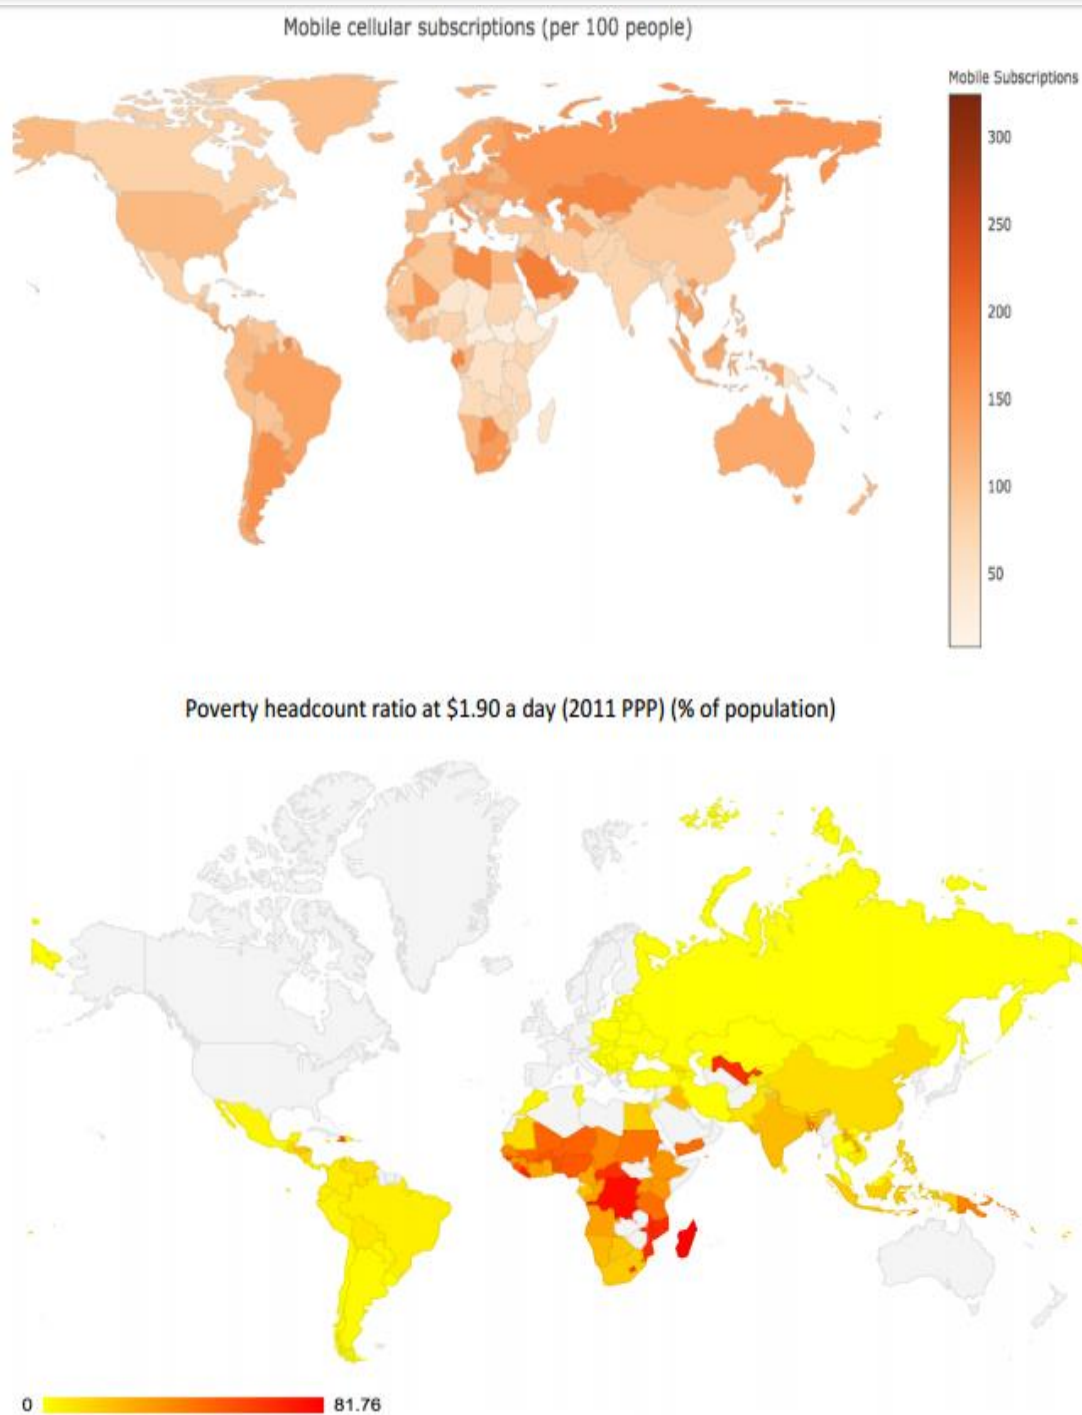 Mobile cellular subscriptions (per 100 people)
Mobile Subscriptions
300
250
200
150
100
50
Poverty headcount ratio at $1.90 a day (2011 PPP) (% of population)
0 81.76